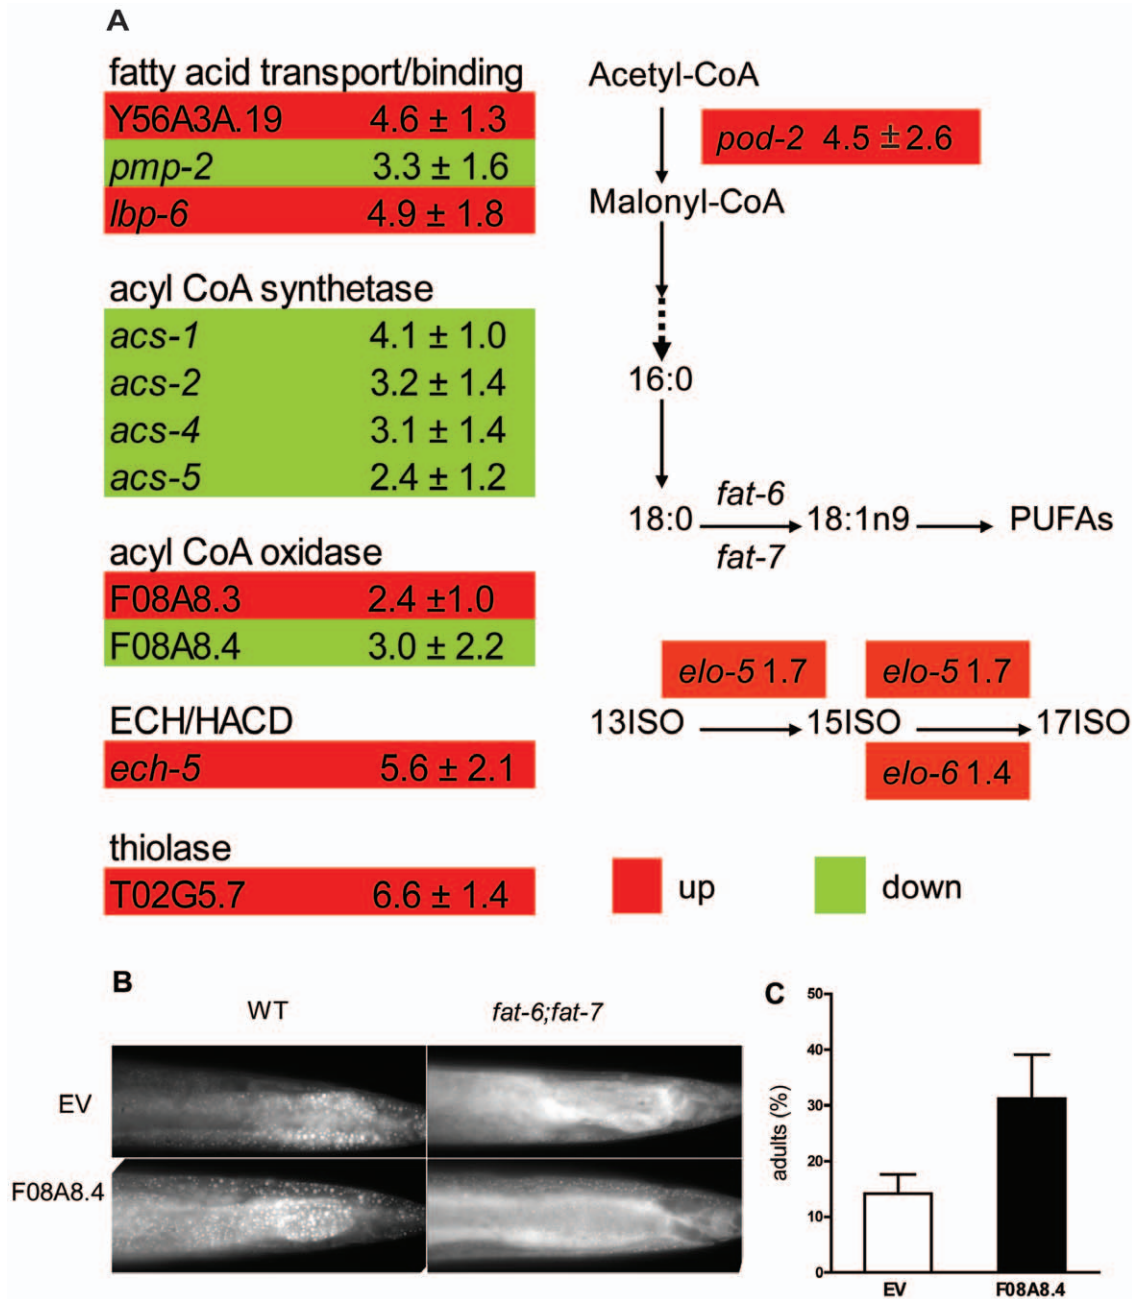 A
fatty acid transport/binding
Y56A3A.19 4.6 ± 1.3
pmp-2 3.3 ± 1.6
lbp-6 4.9 ± 1.8
acyl CoA synthetase
acs-1 4.1 ± 1.0
acs-2 3.2 ± 1.4
acs-4 3.1 ± 1.4
acs-5 2.4 ± 1.2
acyl CoA oxidase
F08A8.3 2.4 ±1.0
F08A8.4 3.0 ± 2.2
ECH/HACD
ech-5 5.6 ± 2.1
thiolase
T02G5.7 6.6 ± 1.4
Acetyl-CoA
pod-2 4.5 ± 2.6
Malonyl-CoA
16:0
fat-6
18:0 18:1n9 PUFAs
fat-7
elo-5 1.7 elo-5 1.7
13ISO 15ISO 17ISO
elo-6 1.4
up down
B
WT fat-6;fat-7
EV
F08A8.4
C
adults (%)
50
40
30
20
10
0
EV F08A8.4